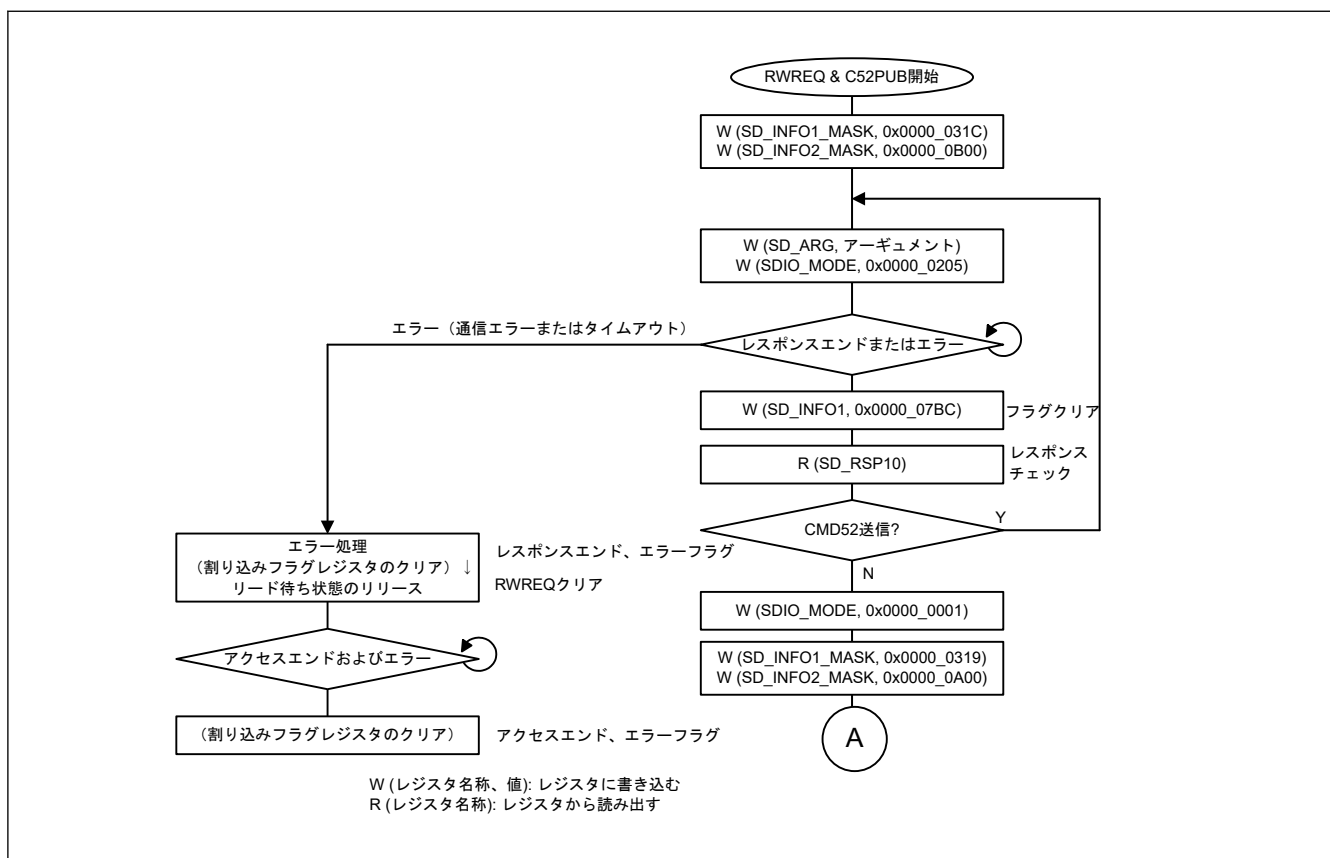 RWREQ & C52PUB開始
W (SD_INFO1_MASK, 0x0000_031C)
W (SD_INFO2_MASK, 0x0000_0B00)
W (SD_ARG, アーギュメント)
W (SDIO_MODE, 0x0000_0205)
エラー（通信エラーまたはタイムアウト）
レスポンスエンドまたはエラー
W (SD_INFO1, 0x0000_07BC)
フラグクリア
R (SD_RSP10)
レスポンス
チェック
CMD52送信?
Y
N
エラー処理
（割り込みフラグレジスタのクリア）↓
リード待ち状態のリリース
レスポンスエンド、エラーフラグ
RWREQクリア
W (SDIO_MODE, 0x0000_0001)
アクセスエンドおよびエラー
W (SD_INFO1_MASK, 0x0000_0319)
W (SD_INFO2_MASK, 0x0000_0A00)
（割り込みフラグレジスタのクリア）
アクセスエンド、エラーフラグ
A
W (レジスタ名称、値): レジスタに書き込む
R (レジスタ名称): レジスタから読み出す